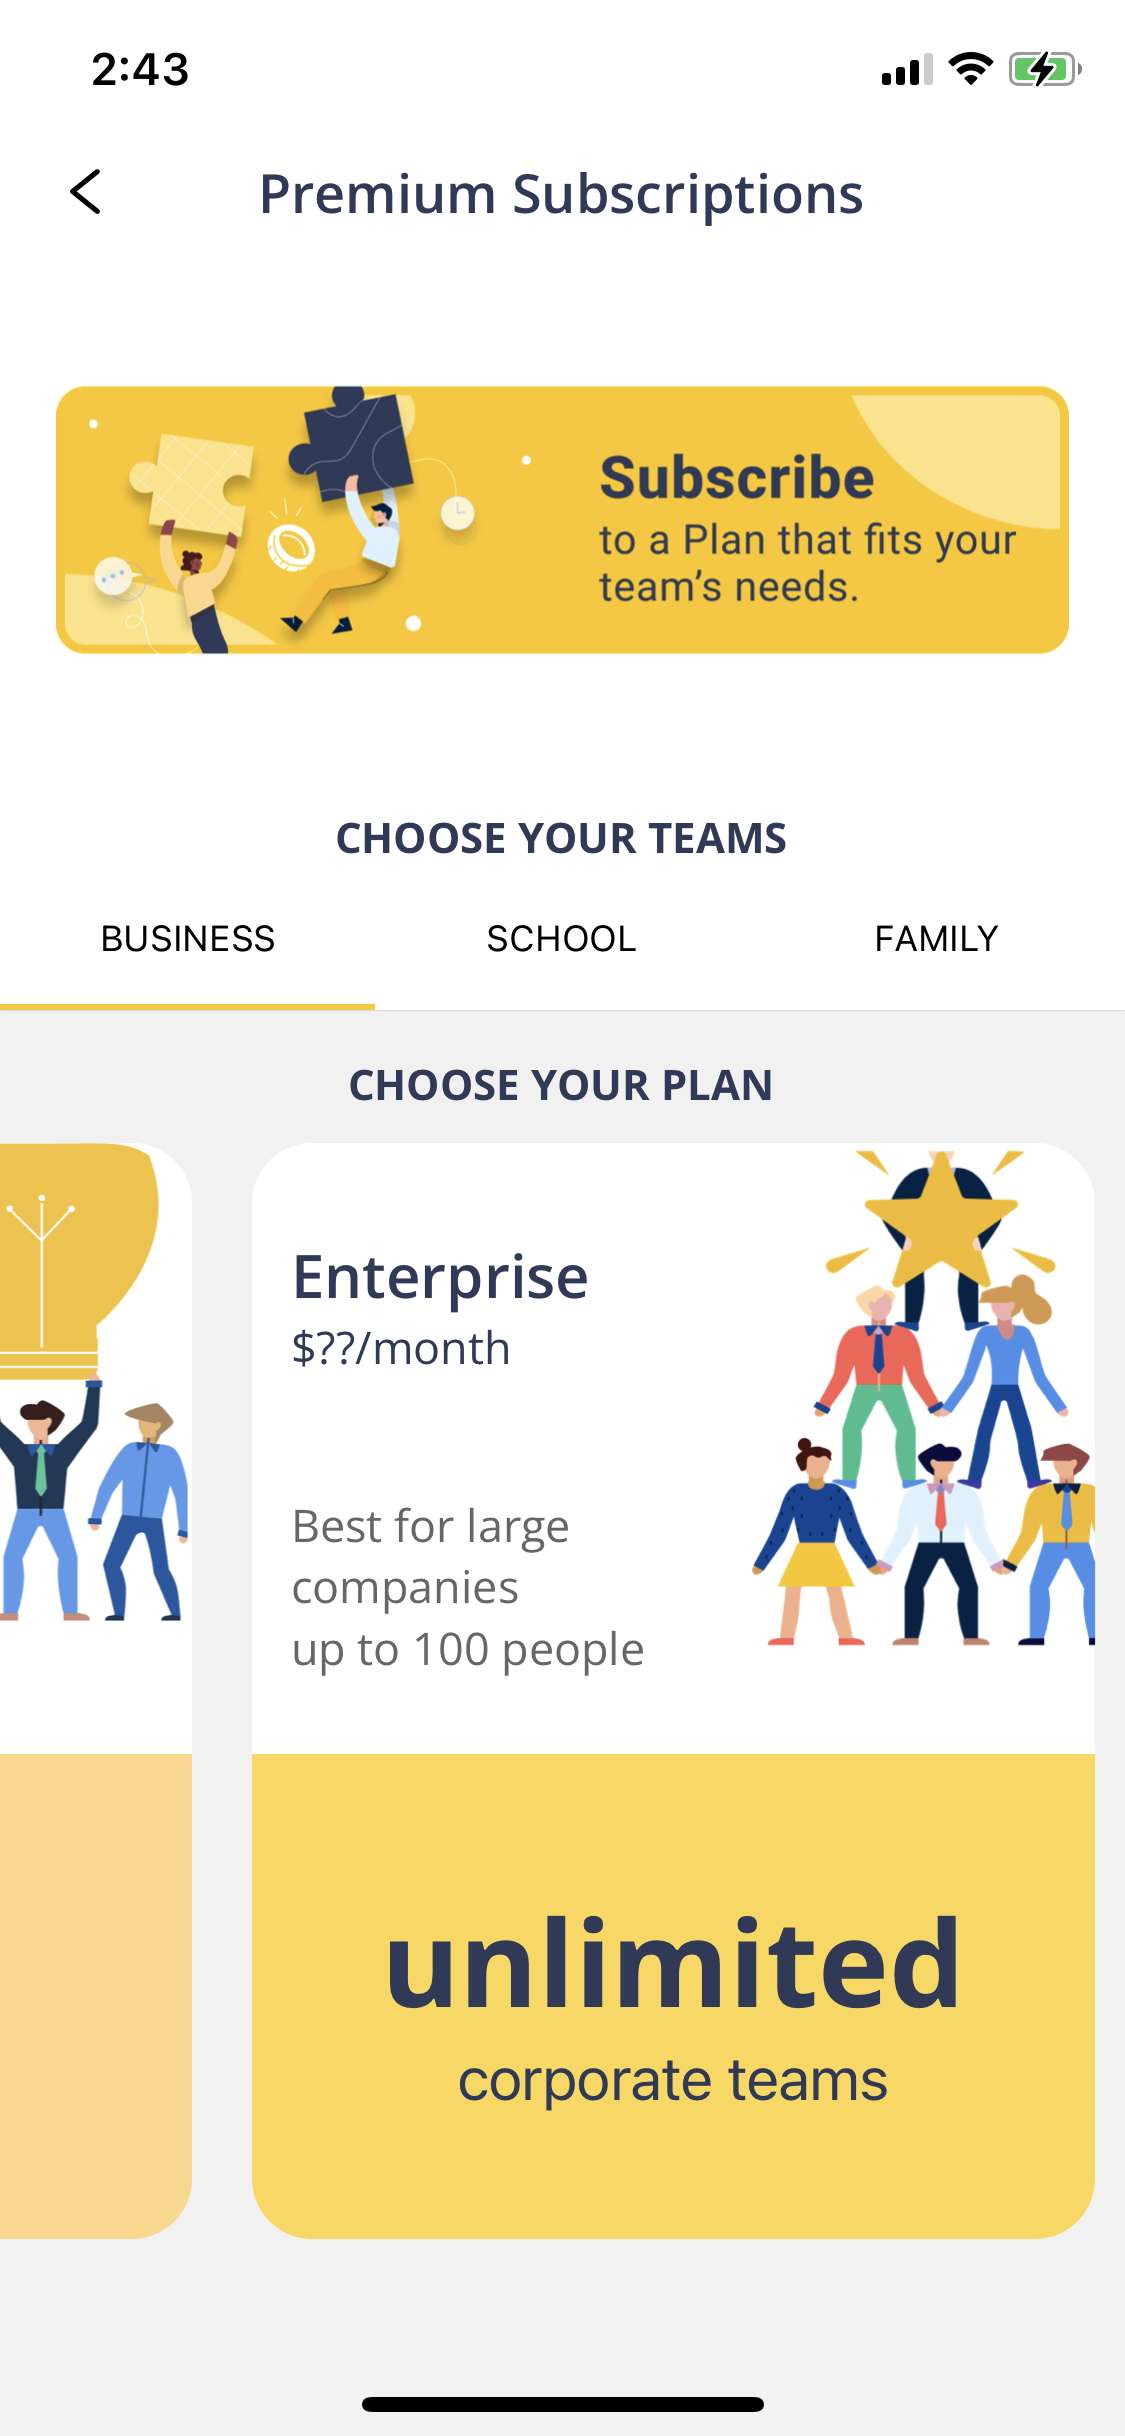 2:43
Premium Subscriptions
Subscribe
to a Plan that fits your
team's needs.
CHOOSE YOUR TEAMS
BUSINESS SCHOOL FAMILY
CHOOSE YOUR PLAN
Enterprise
$??/month
Best for large
companies
up to 100 people
unlimited
corporate teams